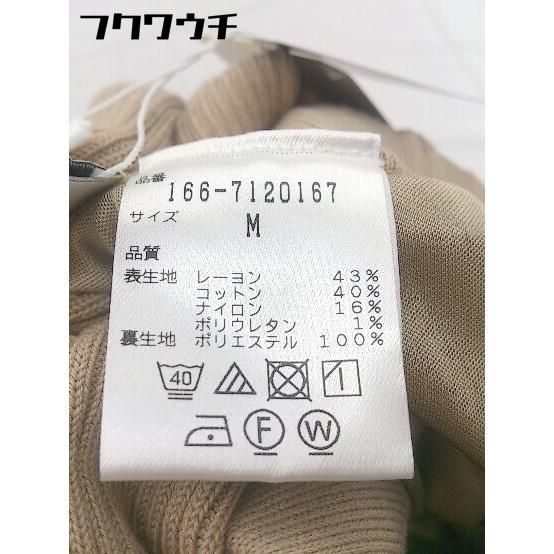 フクワウチ
品番
166-7120167
サイズ
M
品質
表生地 レーヨン 43%
コットン 40%
ナイロン 16%
ポリウレタン 1%
裏生地 ポリエステル 100%
40
F W